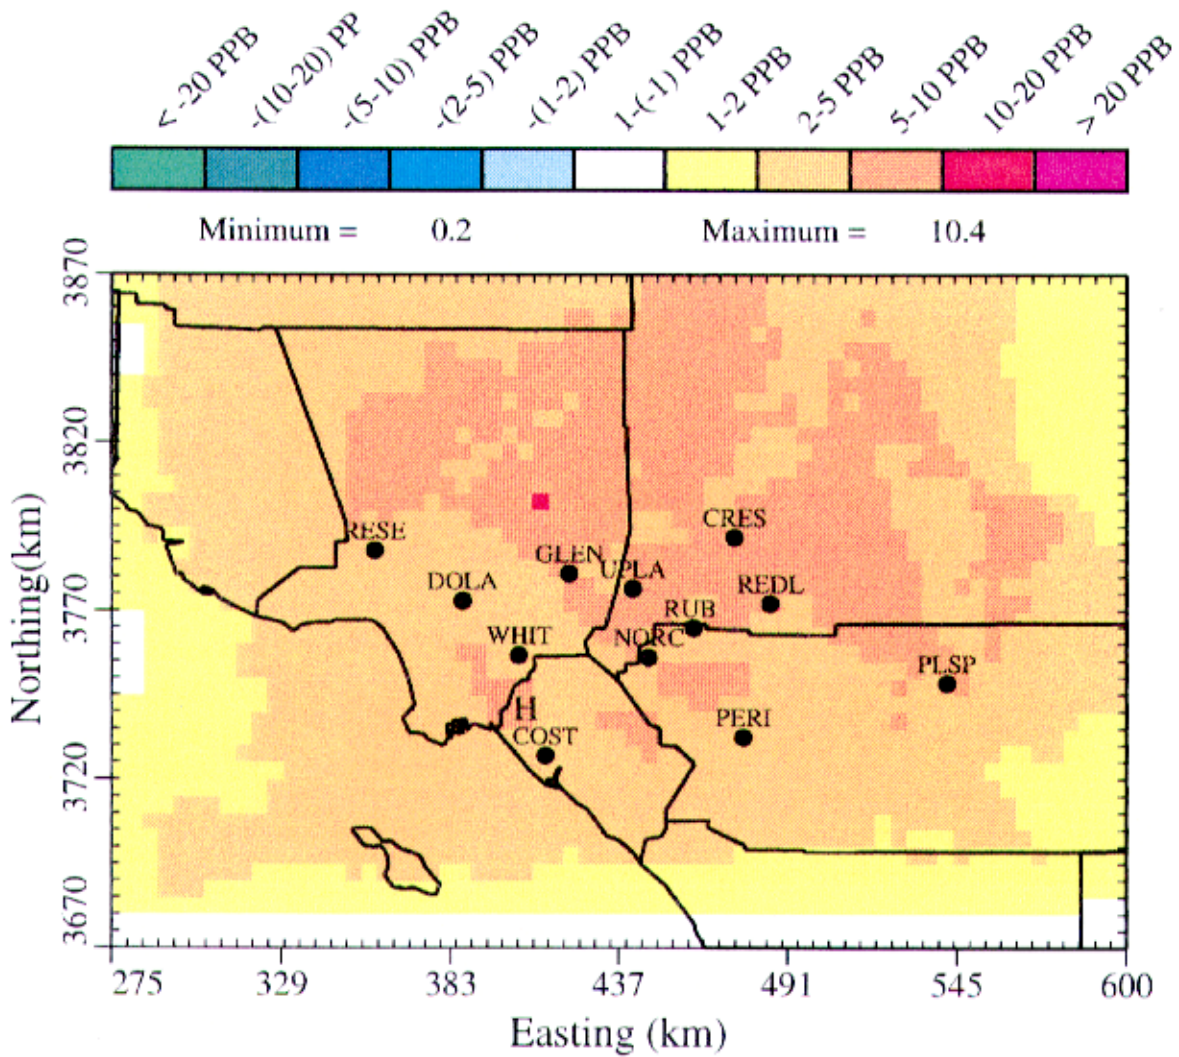 < -20 PPB
-(10-20) PP
-(5-10) PPB
-(2-5) PPB
-(1-2) PPB
1-(-1) PPB
1-2 PPB
2-5 PPB
5-10 PPB
10-20 PPB
> 20 PPB
Minimum = 0.2 Maximum = 10.4
3870
3820
3770
3720
3670
Northing(km)
CRES
RESE
GLEN
UPLA
DOLA
REDL
RUB
WHIT
NORC
PLSP
H
PERI
COST
275 329 383 437 491 545 600
Easting (km)